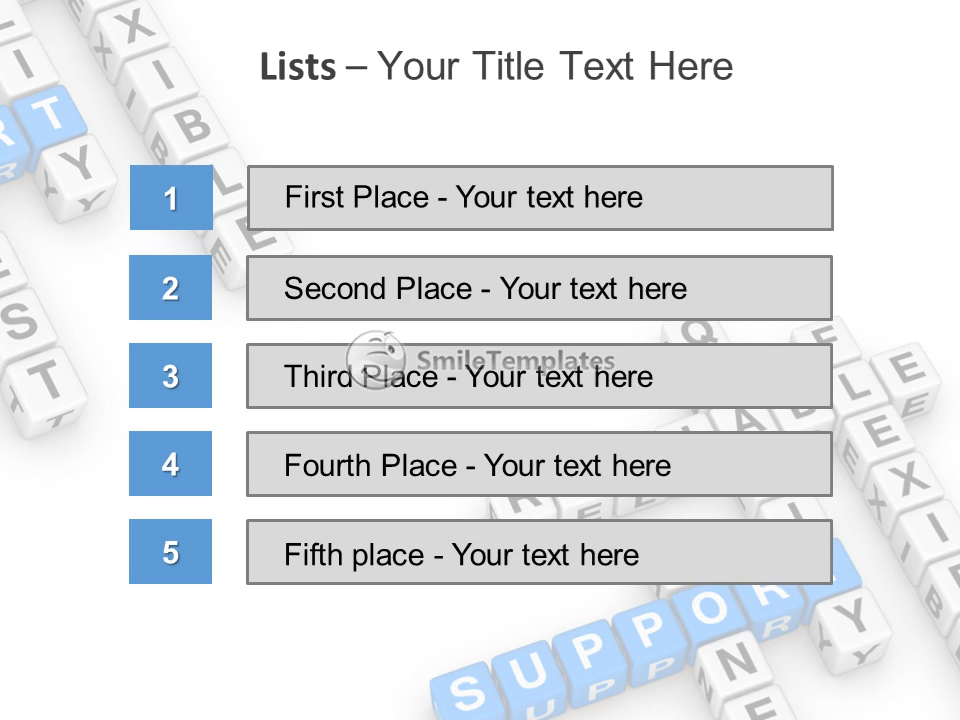 Lists – Your Title Text Here
1 First Place - Your text here
2 Second Place - Your text here
SmileTemplates
3 Third Place - Your text here
4 Fourth Place - Your text here
5 Fifth place - Your text here
SUPPORT